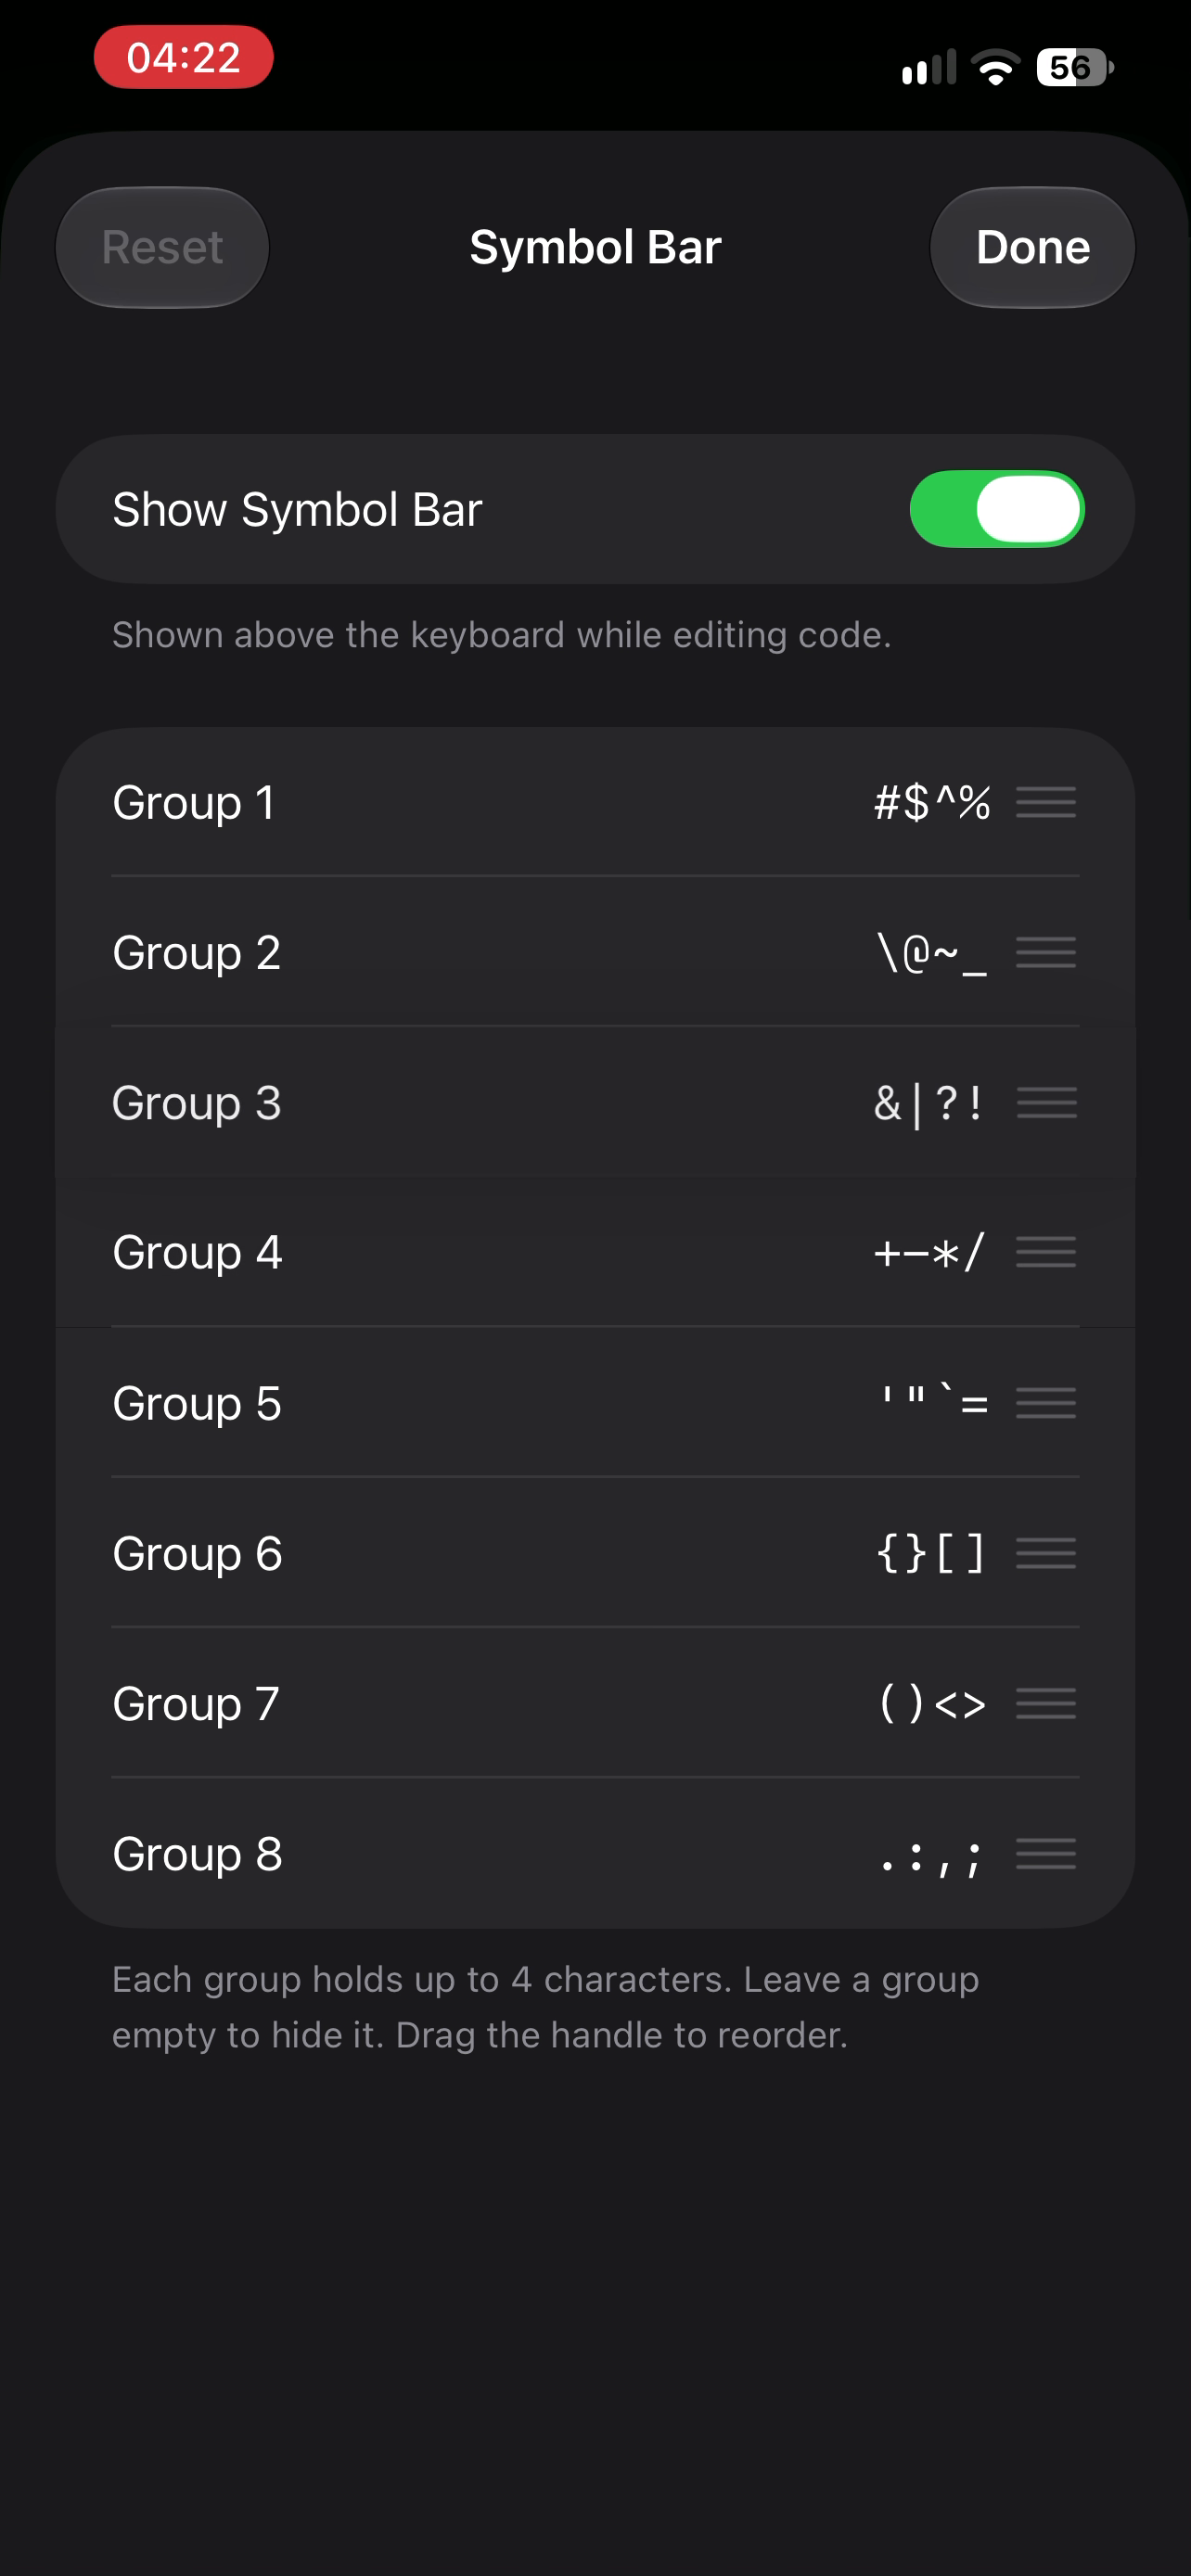 04:22
56
Reset Symbol Bar Done
Show Symbol Bar
Shown above the keyboard while editing code.
Group 1 #$^%
Group 2 \@~_
Group 3 &|?!
Group 4 +-*/
Group 5 '"`=
Group 6 {}[]
Group 7 ()<>
Group 8 .:,;
Each group holds up to 4 characters. Leave a group
empty to hide it. Drag the handle to reorder.